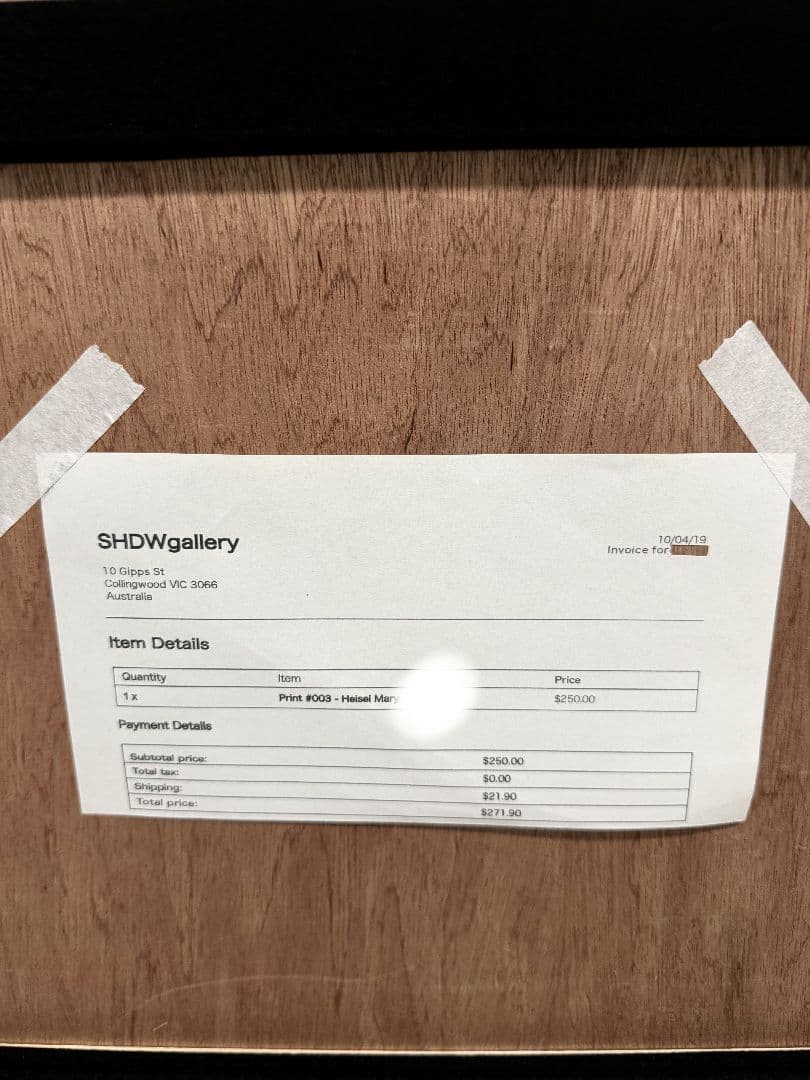 SHDWgallery
10/04/19
Invoice for
10 Gipps St
Collingwood VIC 3066
Australia
Item Details
Quantity Item Price
1 x Print #003 - Heisel Mary $250.00
Payment Details
Subtotal price: $250.00
Total tax: $0.00
Shipping: $21.90
Total price: $271.90